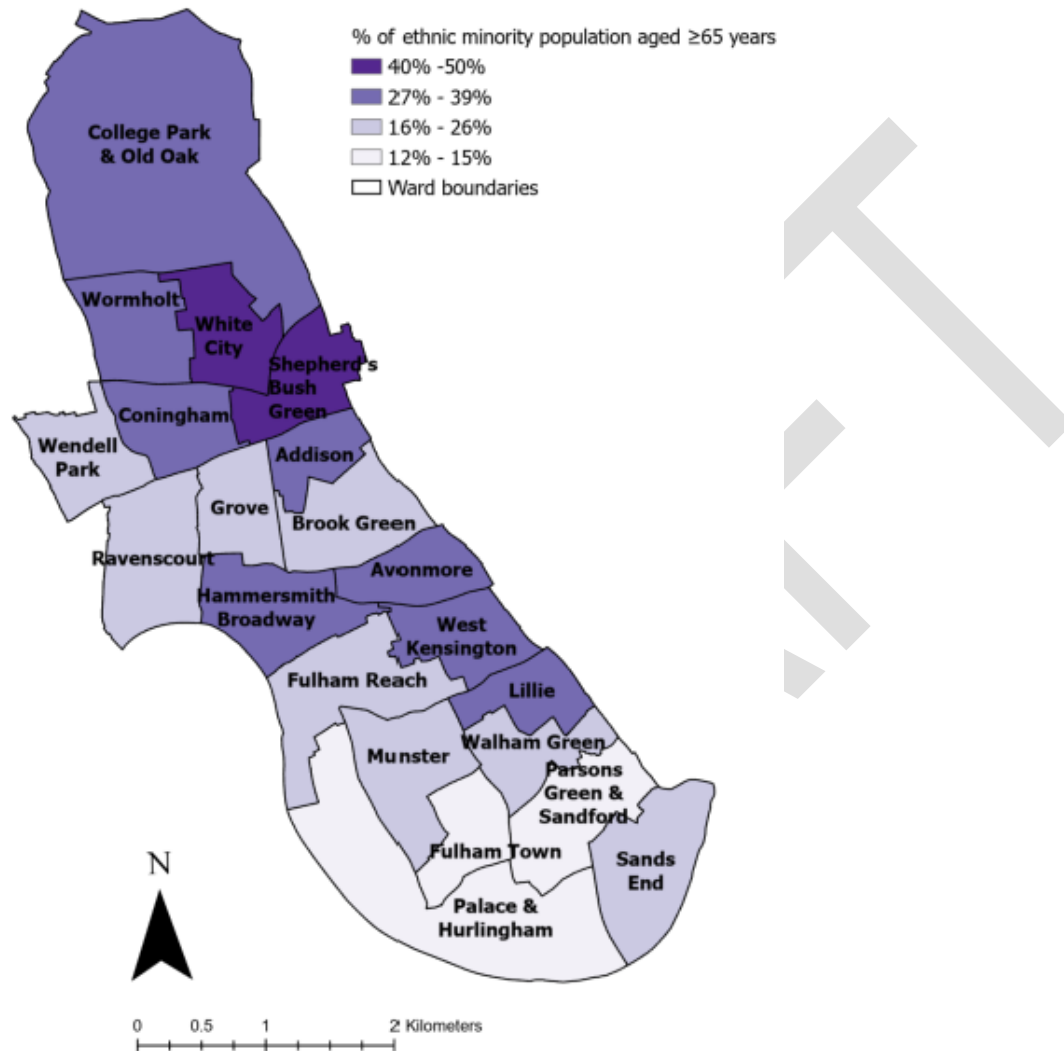 % of ethnic minority population aged ≥65 years
40% -50%
27% - 39%
16% - 26%
12% - 15%
Ward boundaries
College Park
& Old Oak
Wormholt
White
City
Shepherd's
Bush
Green
Coningham
Wendell
Park
Addison
Grove
Brook Green
Ravenscourt
Avonmore
Hammersmith
Broadway
West
Kensington
Fulham Reach
Lillie
Walham Green
Munster
Parsons
Green &
Sandford
Fulham Town
Sands
End
Palace &
Hurlingham
N
0 0.5 1 2 Kilometers